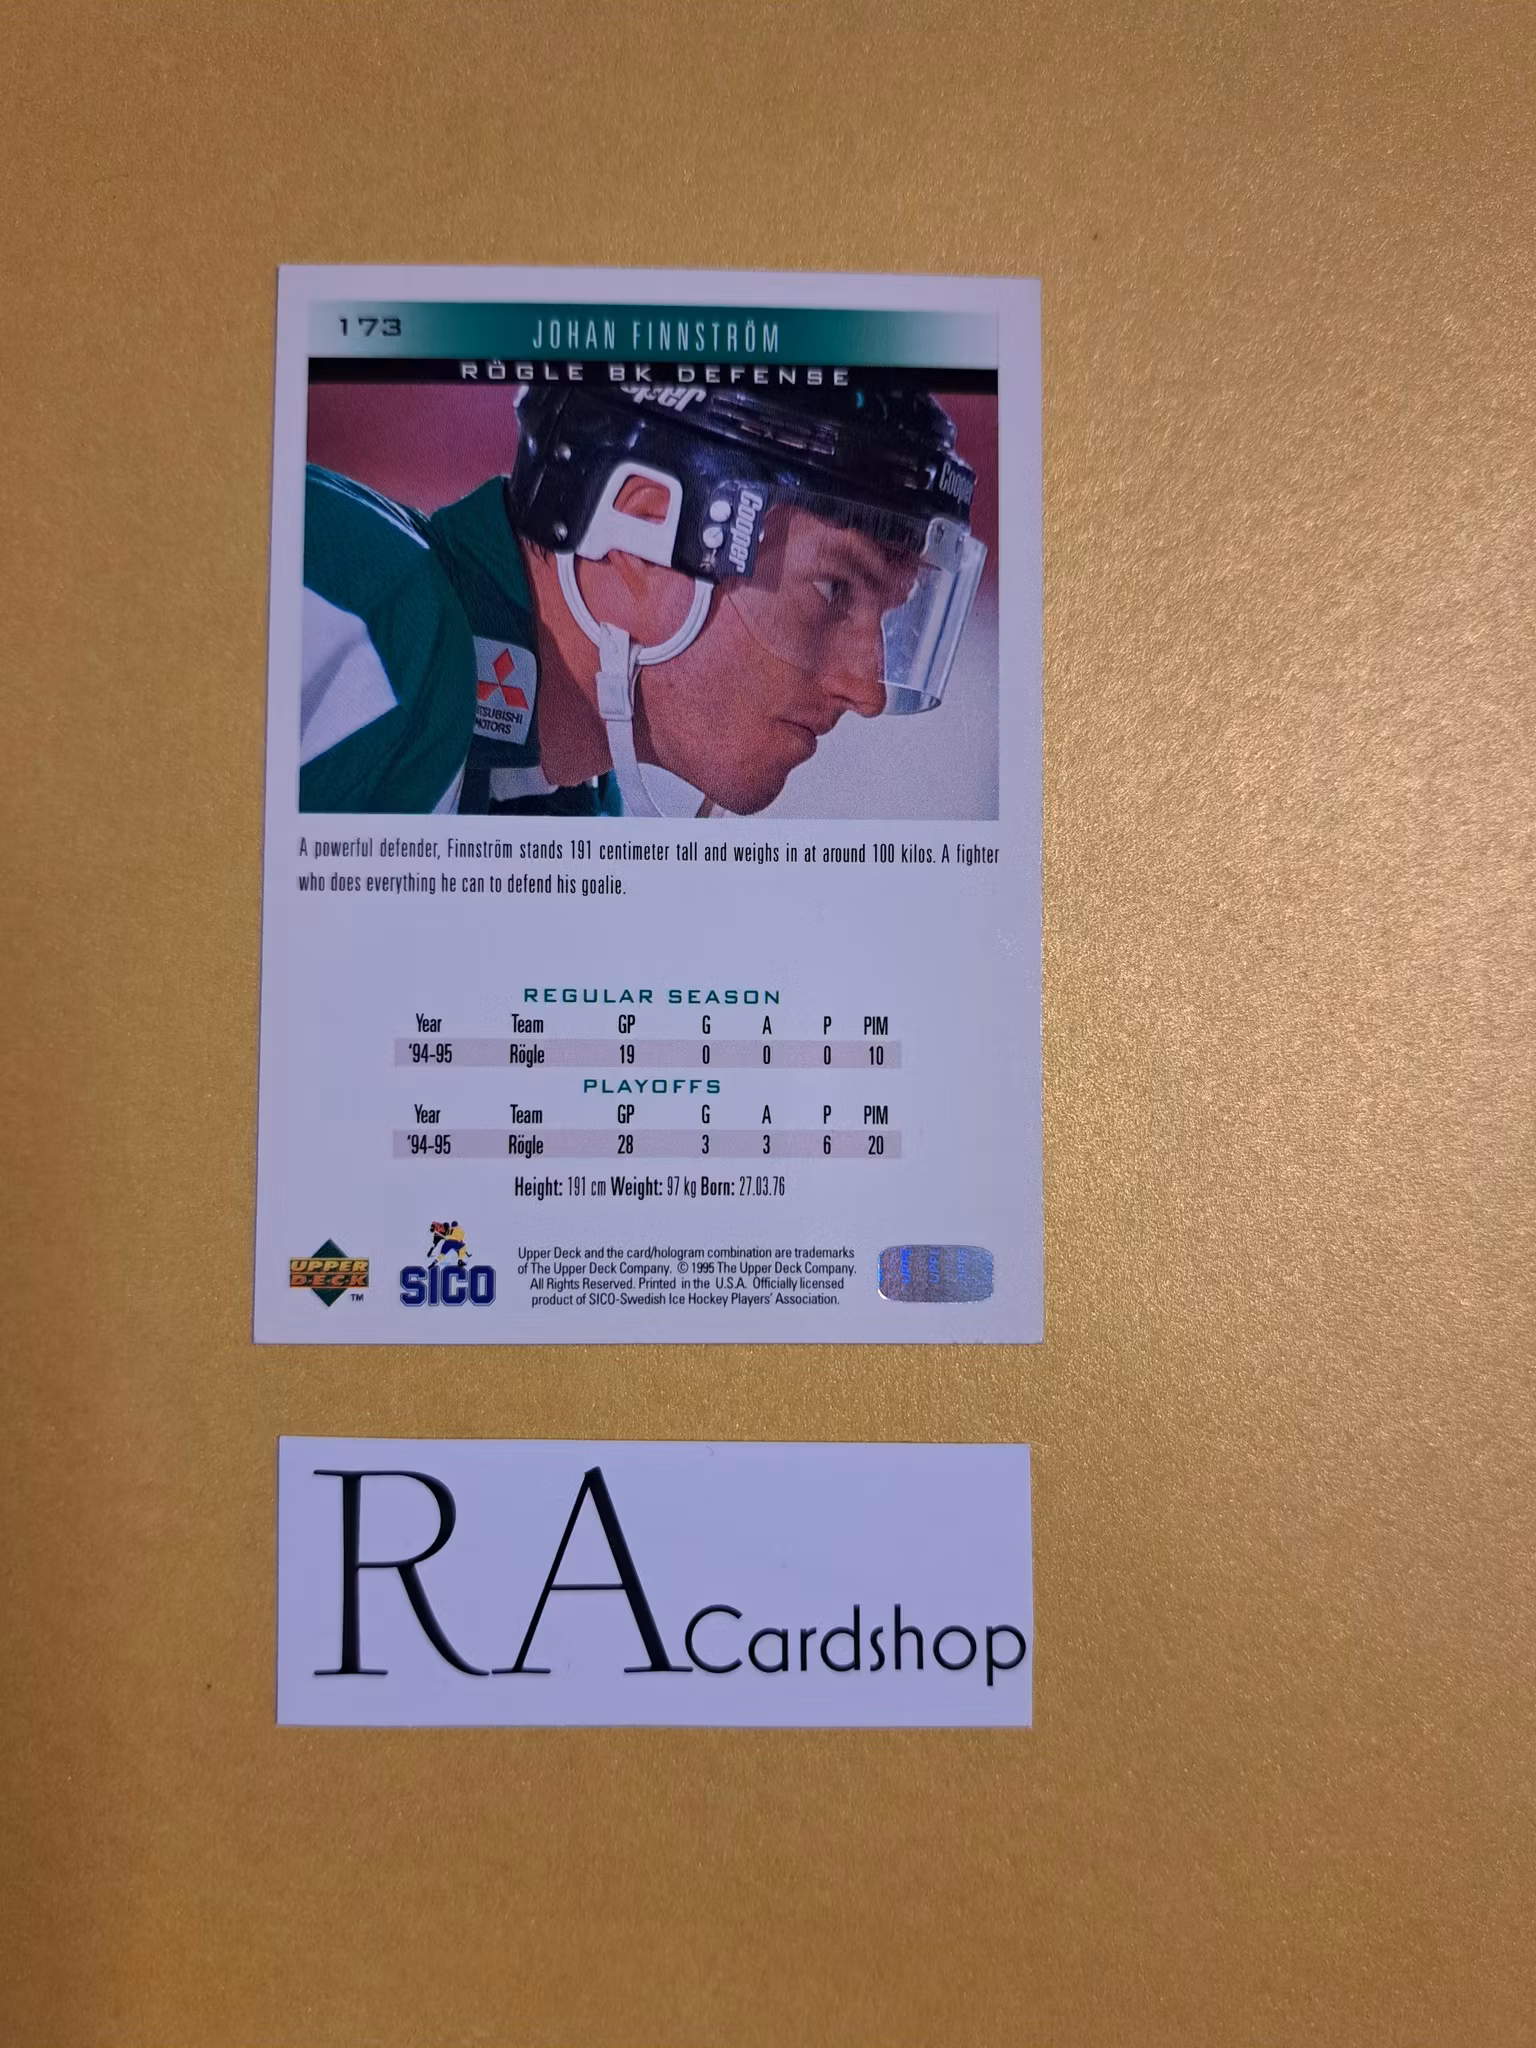 173
JOHAN FINNSTRÖM
RÖGLE BK DEFENSE
Cooper
Cooper
MOTORS
A powerful defender, Finnström stands 191 centimeter tall and weighs in at around 100 kilos. A fighter
who does everything he can to defend his goalie.
REGULAR SEASON
Year Team GP G A P PIM
'94-95 Rögle 19 0 0 0 10
PLAYOFFS
Year Team GP G A P PIM
'94-95 Rögle 28 3 3 6 20
Height: 191 cm Weight: 97 kg Born: 27.03.76
UPPER
DECK
TM
SICO
Upper Deck and the card/hologram combination are trademarks
of The Upper Deck Company. © 1995 The Upper Deck Company.
All Rights Reserved. Printed in the U.S.A. Officially licensed
product of SICO-Swedish Ice Hockey Players' Association.
RA Cardshop